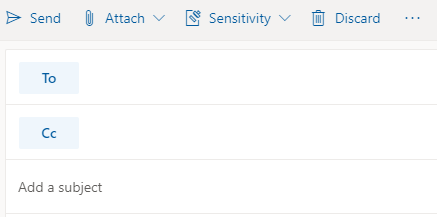 Send Attach Sensitivity Discard ...
To
Cc
Add a subject